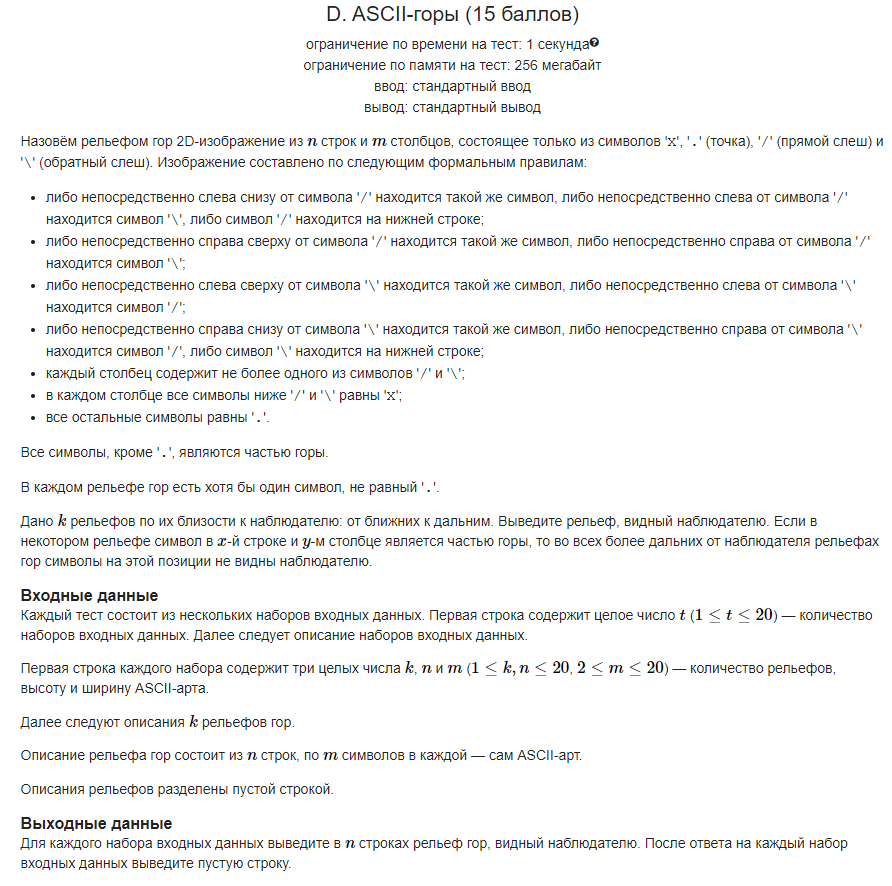 D. ASCII-горы (15 баллов)
ограничение по времени на тест: 1 секунда
ограничение по памяти на тест: 256 мегабайт
ввод: стандартный ввод
вывод: стандартный вывод
Назовём рельефом гор 2D-изображение из n строк и m столбцов, состоящее только из символов 'x', '.' (точка), '/' (прямой слеш) и
'\' (обратный слеш). Изображение составлено по следующим формальным правилам:
• либо непосредственно слева снизу от символа '/' находится такой же символ, либо непосредственно слева от символа '/'
находится символ '\', либо символ '/' находится на нижней строке;
• либо непосредственно справа сверху от символа '/' находится такой же символ, либо непосредственно справа от символа '/'
находится символ '\';
• либо непосредственно слева сверху от символа '\' находится такой же символ, либо непосредственно слева от символа '\'
находится символ '/';
• либо непосредственно справа снизу от символа '\' находится такой же символ, либо непосредственно справа от символа '\'
находится символ '/', либо символ '\' находится на нижней строке;
• каждый столбец содержит не более одного из символов '/' и '\';
• в каждом столбце все символы ниже '/' и '\' равны 'x';
• все остальные символы равны '.'.
Все символы, кроме '.', являются частью горы.
В каждом рельефе гор есть хотя бы один символ, не равный '.'.
Дано k рельефов по их близости к наблюдателю: от ближних к дальним. Выведите рельеф, видный наблюдателю. Если в
некотором рельефе символ в x-й строке и y-м столбце является частью горы, то во всех более дальних от наблюдателя рельефах
гор символы на этой позиции не видны наблюдателю.
Входные данные
Каждый тест состоит из нескольких наборов входных данных. Первая строка содержит целое число t (1 ≤ t ≤ 20) — количество
наборов входных данных. Далее следует описание наборов входных данных.
Первая строка каждого набора содержит три целых числа k, n и m (1 ≤ k, n ≤ 20, 2 ≤ m ≤ 20) — количество рельефов,
высоту и ширину ASCII-арта.
Далее следуют описания k рельефов гор.
Описание рельефа гор состоит из n строк, по m символов в каждой — сам ASCII-арт.
Описания рельефов разделены пустой строкой.
Выходные данные
Для каждого набора входных данных выведите в n строках рельеф гор, видный наблюдателю. После ответа на каждый набор
входных данных выведите пустую строку.